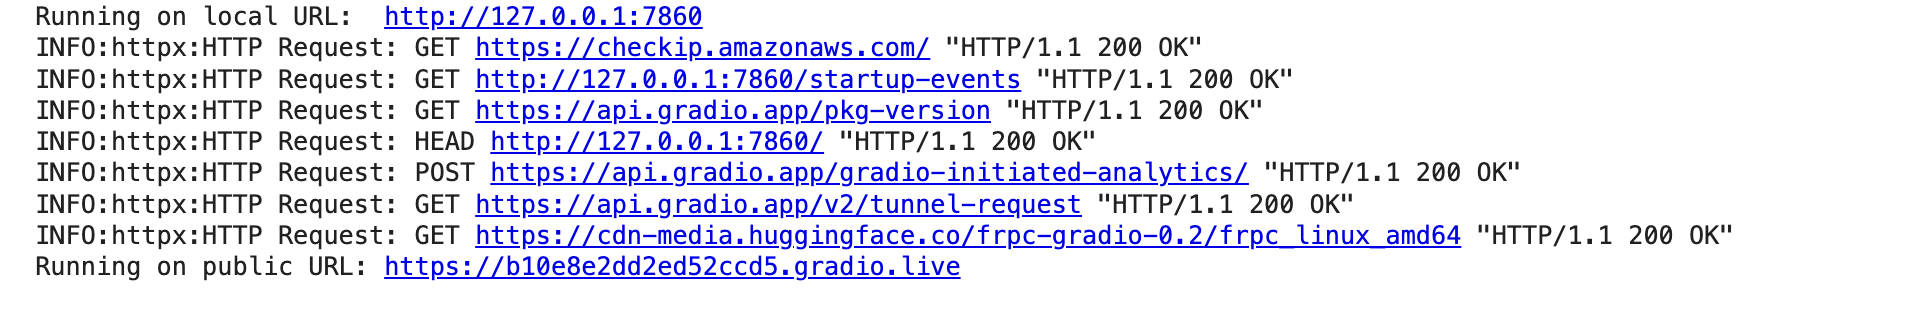 Running on local URL:  http://127.0.0.1:7860
INFO:httpx:HTTP Request: GET https://checkip.amazonaws.com/ "HTTP/1.1 200 OK"
INFO:httpx:HTTP Request: GET http://127.0.0.1:7860/startup-events "HTTP/1.1 200 OK"
INFO:httpx:HTTP Request: GET https://api.gradio.app/pkg-version "HTTP/1.1 200 OK"
INFO:httpx:HTTP Request: HEAD http://127.0.0.1:7860/ "HTTP/1.1 200 OK"
INFO:httpx:HTTP Request: POST https://api.gradio.app/gradio-initiated-analytics/ "HTTP/1.1 200 OK"
INFO:httpx:HTTP Request: GET https://api.gradio.app/v2/tunnel-request "HTTP/1.1 200 OK"
INFO:httpx:HTTP Request: GET https://cdn-media.huggingface.co/frpc-gradio-0.2/frpc_linux_amd64 "HTTP/1.1 200 OK"
Running on public URL: https://b10e8e2dd2ed52ccd5.gradio.live